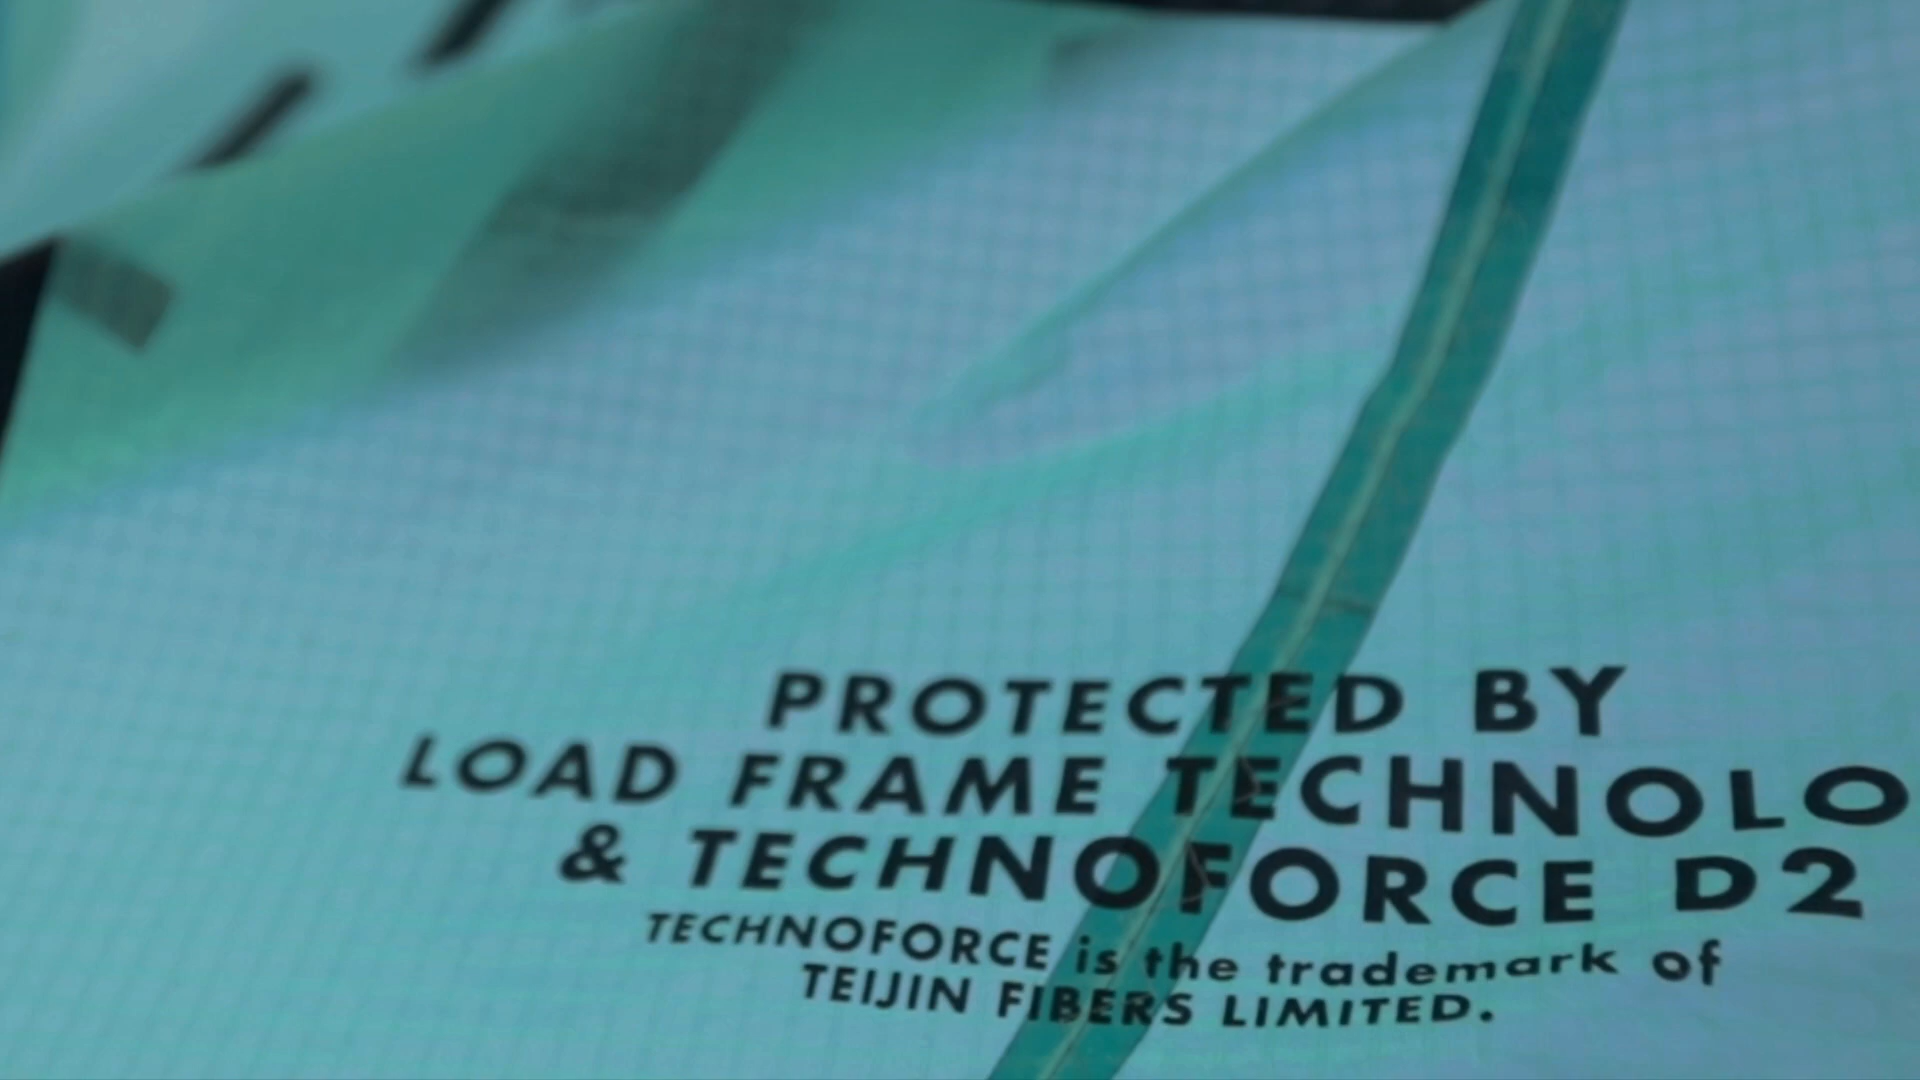 PROTECTED BY
LOAD FRAME TECHNOLO
& TECHNOFORCE D2
TECHNOFORCE is the trademark of
TEIJIN FIBERS LIMITED.